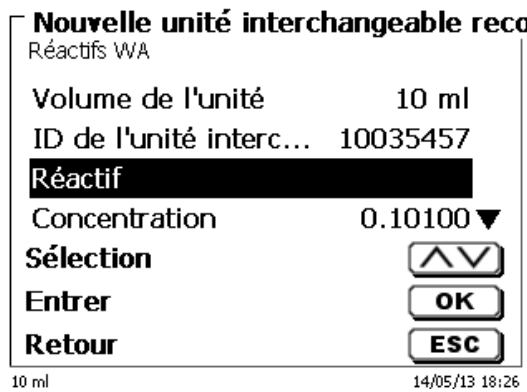 Nouvelle unité interchangeable reco
Réactifs WA
Volume de l'unité 10 ml
ID de l'unité interc... 10035457
Réactif
Concentration 0.10100 ▼
Sélection
Entrer OK
Retour ESC
10 ml 14/05/13 18:26